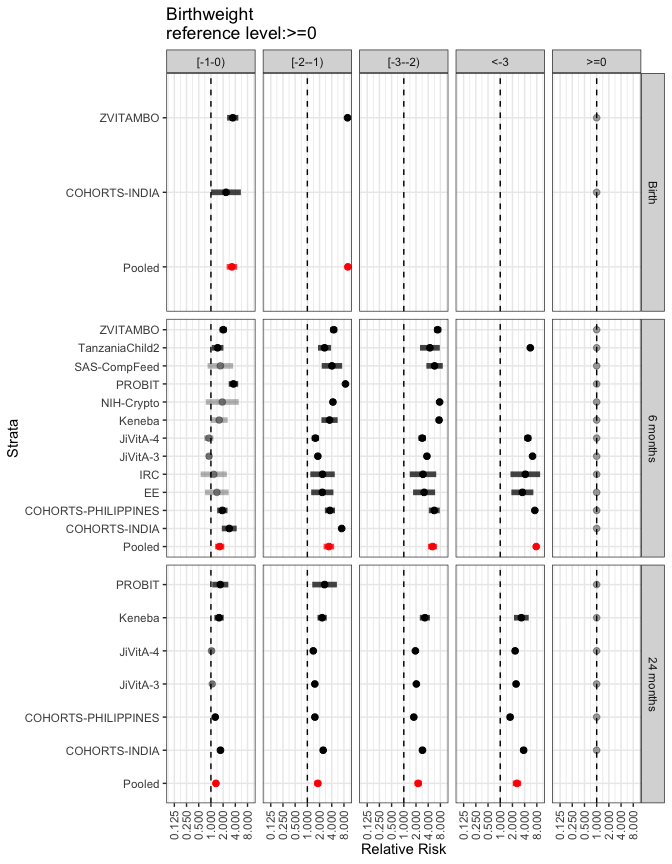 Birthweight
reference level:>=0
[-1-0)
[-2--1)
[-3--2)
<-3
>=0
Strata
ZVITAMBO
COHORTS-INDIA
Pooled
Birth
ZVITAMBO
TanzaniaChild2
SAS-CompFeed
PROBIT
NIH-Crypto
Keneba
JiVitA-4
JiVitA-3
IRC
EE
COHORTS-PHILIPPINES
COHORTS-INDIA
Pooled
6 months
PROBIT
Keneba
JiVitA-4
JiVitA-3
COHORTS-PHILIPPINES
COHORTS-INDIA
Pooled
24 months
0.125 0.250 0.500 1.000 2.000 4.000 8.000
0.125 0.250 0.500 1.000 2.000 4.000 8.000
0.125 0.250 0.500 1.000 2.000 4.000 8.000
0.125 0.250 0.500 1.000 2.000 4.000 8.000
0.125 0.250 0.500 1.000 2.000 4.000 8.000
Relative Risk